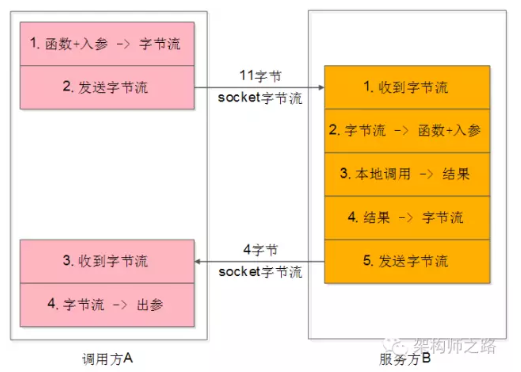 1. 函数+入参 -> 字节流
2. 发送字节流
11字节
socket字节流
1. 收到字节流
2. 字节流 -> 函数+入参
3. 本地调用 -> 结果
4. 结果 -> 字节流
5. 发送字节流
4字节
socket字节流
3. 收到字节流
4. 字节流 -> 出参
调用方A
服务方B
架构师之路